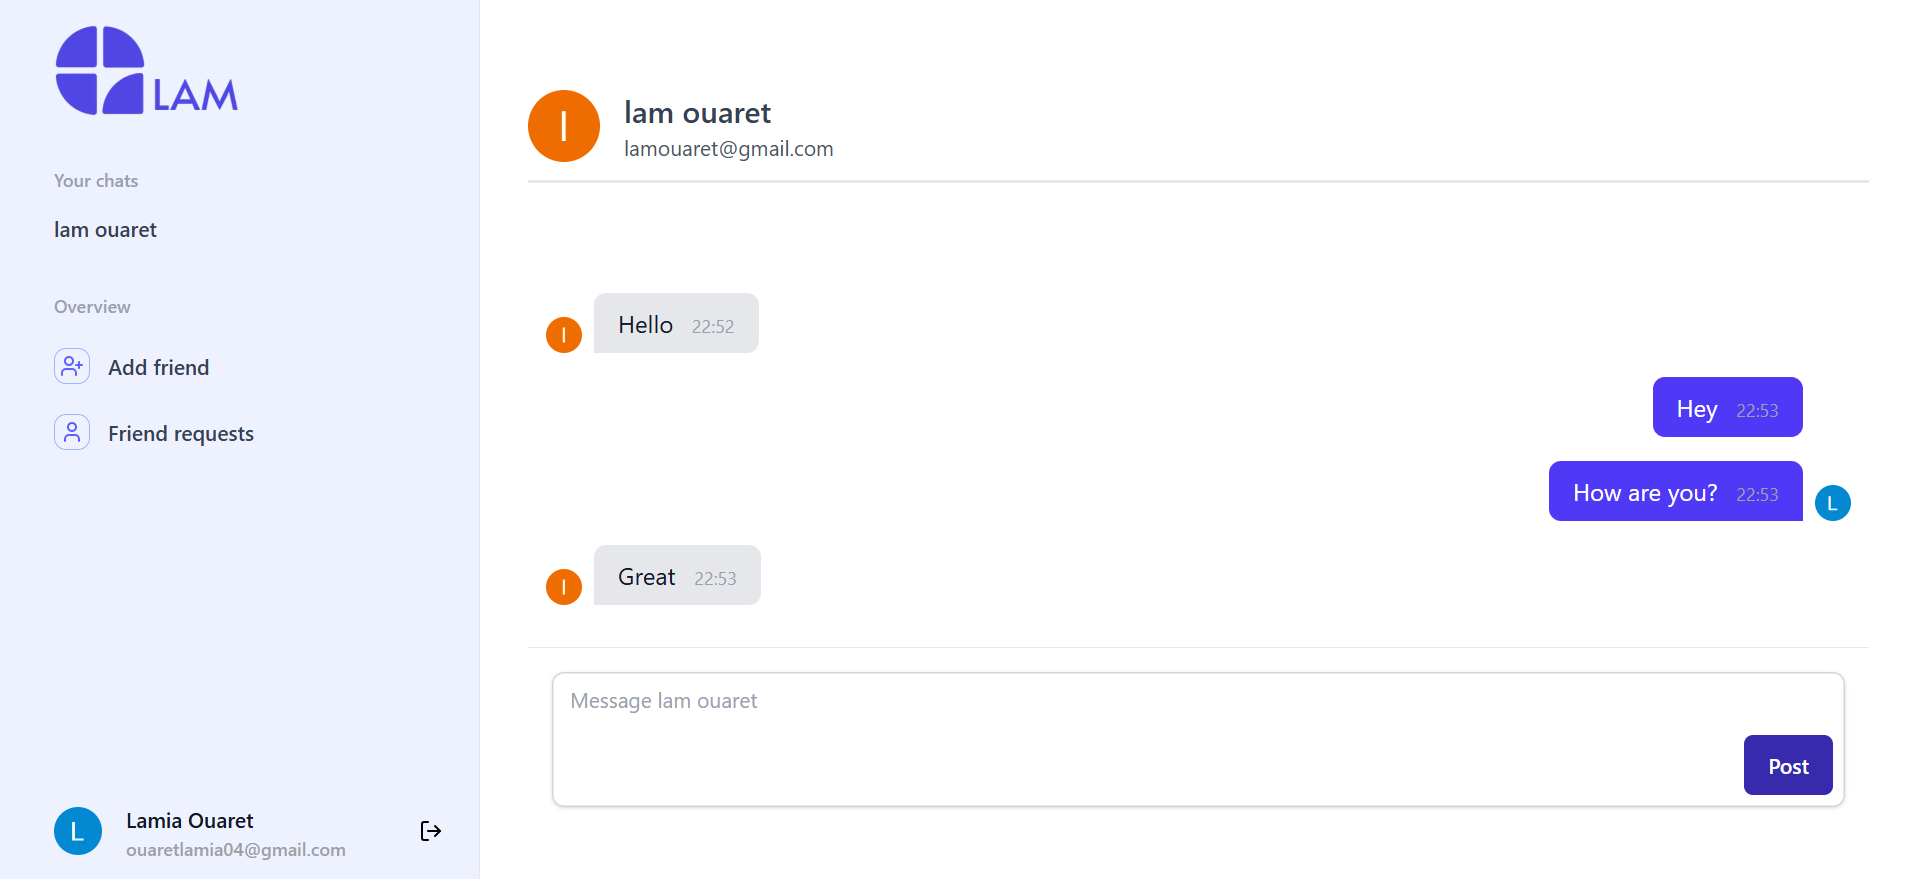 LAM
Your chats
lam ouaret
Overview
Add friend
Friend requests
L
Lamia Ouaret
ouaretlamia04@gmail.com
l
lam ouaret
lamouaret@gmail.com
l
Hello 22:52
Hey 22:53
How are you? 22:53
L
l
Great 22:53
Message lam ouaret
Post